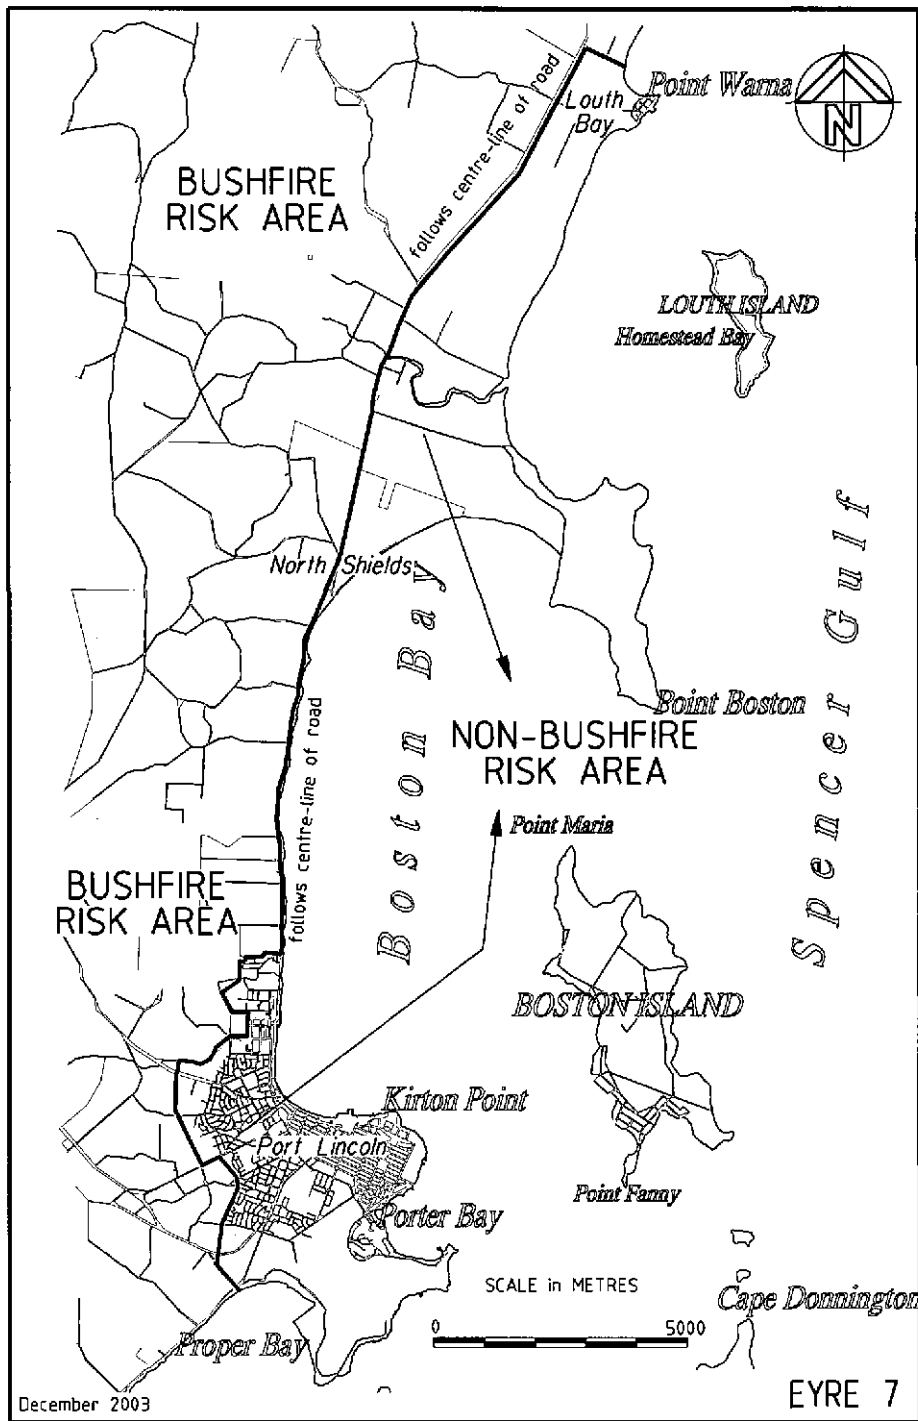 Point Warna
Louth
Bay
follows centre-line of road
N
BUSHFIRE
RISK AREA
LOUTH ISLAND
Homestead Bay
North Shields
Boston Bay
Spencer Gulf
Boint Boston
NON-BUSHFIRE
RISK AREA
follows centre-line of road
Point Maria
BUSHFIRE
RISK AREA
BOSTON ISLAND
Kirton Point
Port Lincoln
Point Fanny
Porter Bay
SCALE in METRES
0 5000
Cape Donnington
Proper Bay
December 2003
EYRE 7